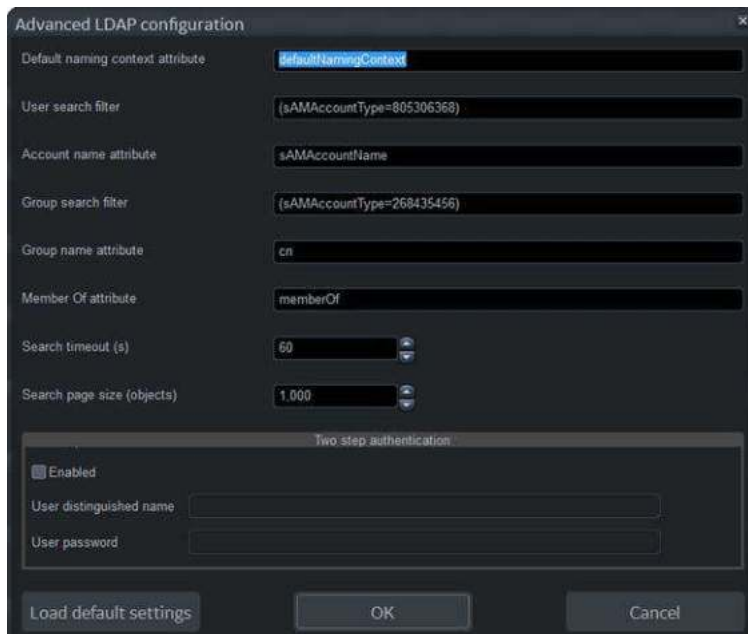 Advanced LDAP configuration
Default naming context attribute defaultNamingContext
User search filter (sAMAccountType=805306368)
Account name attribute sAMAccountName
Group search filter (sAMAccountType=268435456)
Group name attribute cn
Member Of attribute memberOf
Search timeout (s) 60
Search page size (objects) 1,000
Two step authentication
Enabled
User distinguished name
User password
Load default settings OK Cancel